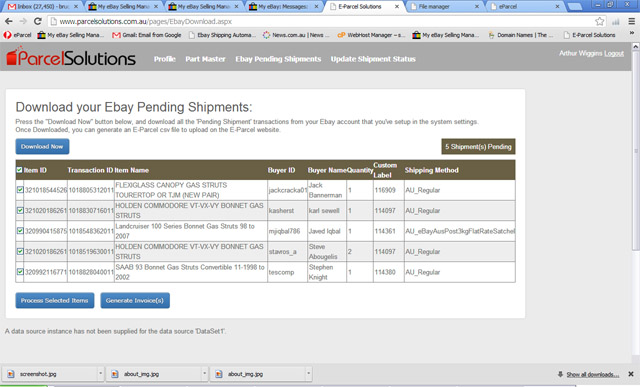 Inbox (27,450) - bru
My eBay Selling Mana
My eBay Selling Mana
My eBay: Messages:
E-Parcel Solutions
File manager
eParcel
www.parcelsolutions.com.au/pages/EbayDownload.aspx
eParcel
My eBay Selling Mana...
Gmail: Email from Google
Ebay Shipping Automa...
News.com.au | News...
WebHost Manager – s...
Domain Names | The...
E-Parcel Solutions
ParcelSolutions
Profile
Part Master
Ebay Pending Shipments
Update Shipment Status
Arthur Wiggins Logout
Download your Ebay Pending Shipments:
Press the "Download Now" button below, and download all the 'Pending Shipment' transactions from your Ebay account that you've setup in the system settings.
Once Downloaded, you can generate an E-Parcel csv file to upload on the E-Parcel website.
Download Now
5 Shipment(s) Pending
Item ID Transaction ID Item Name Buyer ID Buyer Name Quantity Custom Label Shipping Method
321018544526 1018805312011 FLEXIGLASS CANOPY GAS STRUTS TOURERTOP OR TJM (NEW PAIR) jackcracka01 Jack Bannerman 1 116909 AU_Regular
321020186261 1018830716011 HOLDEN COMMODORE VT-VX-VY BONNET GAS STRUTS kasherst karl sewell 1 114097 AU_Regular
320990415875 1018548362011 Landcruiser 100 Series Bonnet Gas Struts 98 to 2007 mjiqbal786 Javed Iqbal 1 114361 AU_eBayAusPost3kgFlatRateSatchel
321020186261 1018519630011 HOLDEN COMMODORE VT-VX-VY BONNET GAS STRUTS stavros_a Steve Abougelis 2 114097 AU_Regular
320992116771 1018828040011 SAAB 93 Bonnet Gas Struts Convertible 11-1998 to 2002 tescomp Stephen Knight 1 114380 AU_Regular
Process Selected Items
Generate Invoice(s)
A data source instance has not been supplied for the data source 'DataSet1'.
screenshot.jpg
about_img.jpg
about_img.jpg
Show all downloads...